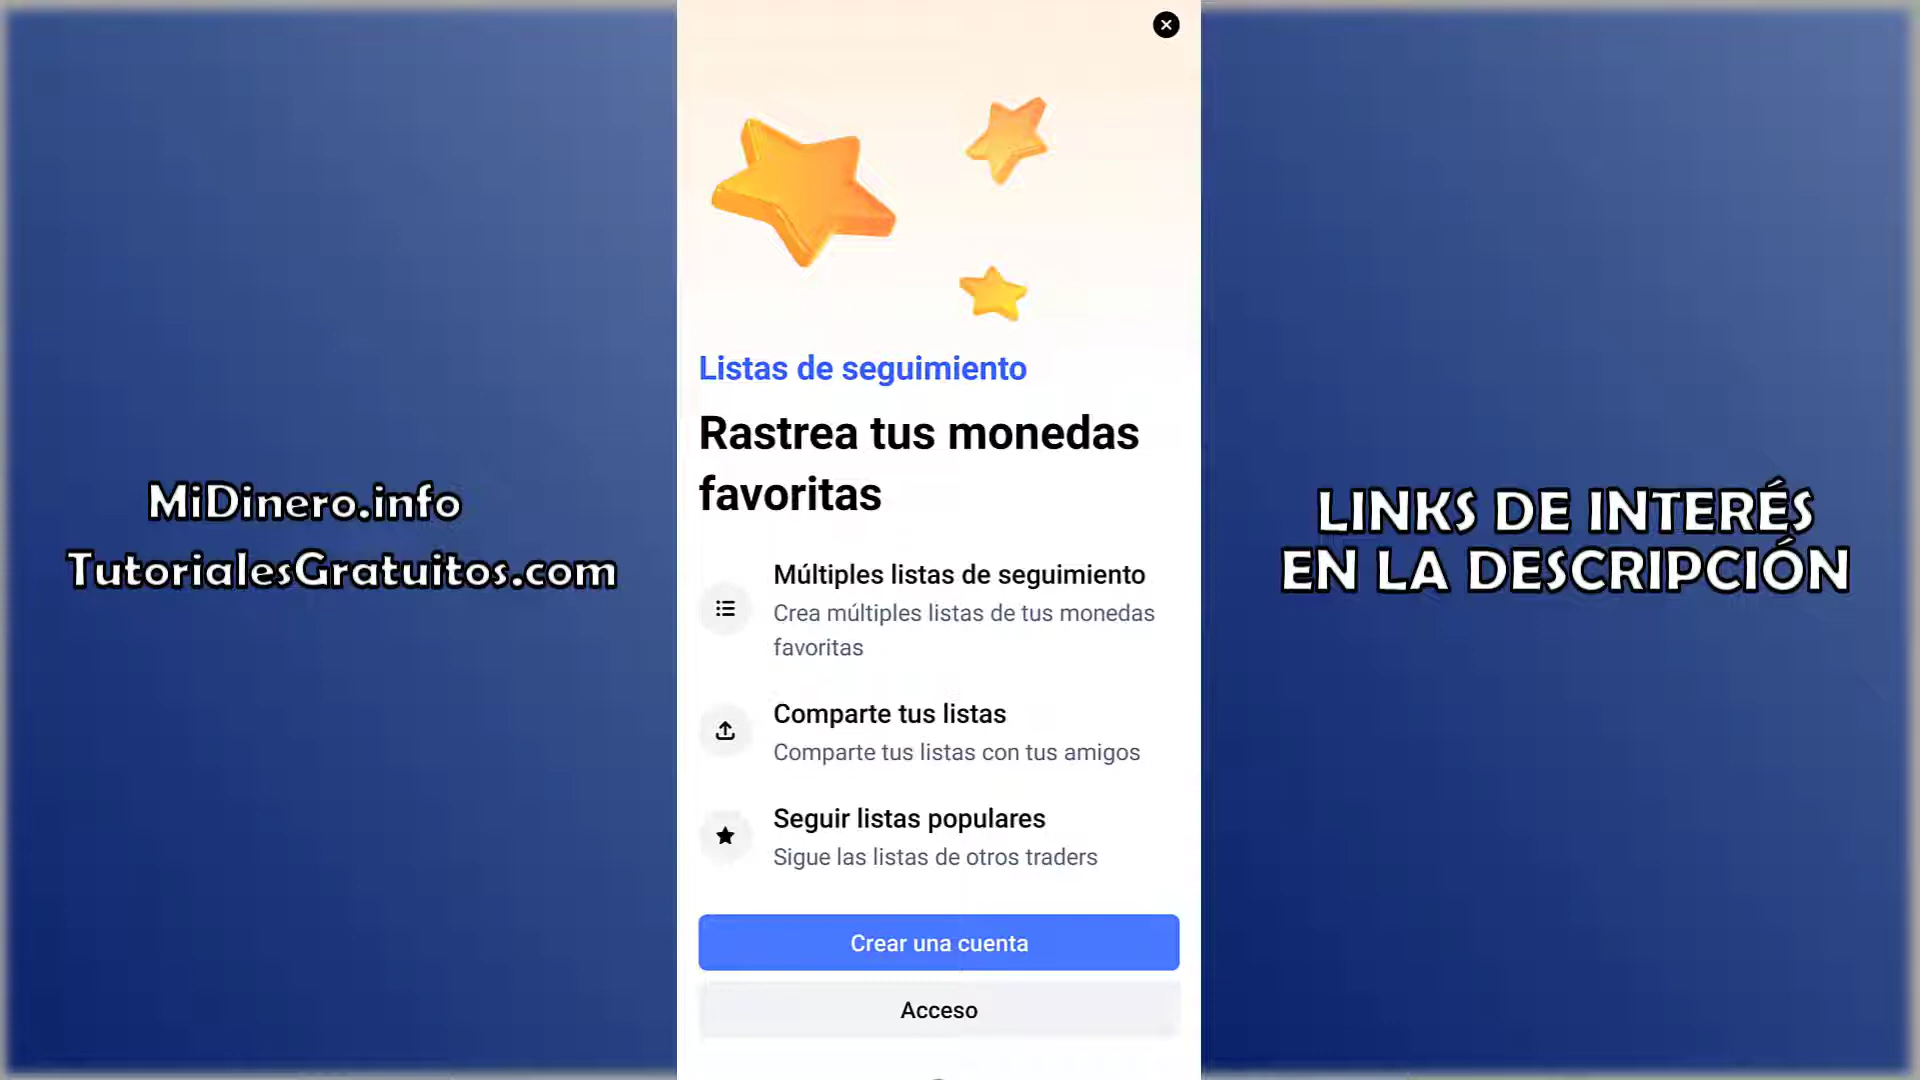 MiDinero.info
TutorialesGratuitos.com
Listas de seguimiento
Rastrea tus monedas
favoritas
Múltiples listas de seguimiento
Crea múltiples listas de tus monedas
favoritas
Comparte tus listas
Comparte tus listas con tus amigos
Seguir listas populares
Sigue las listas de otros traders
Crear una cuenta
Acceso
LINKS DE INTERÉS
EN LA DESCRIPCIÓN